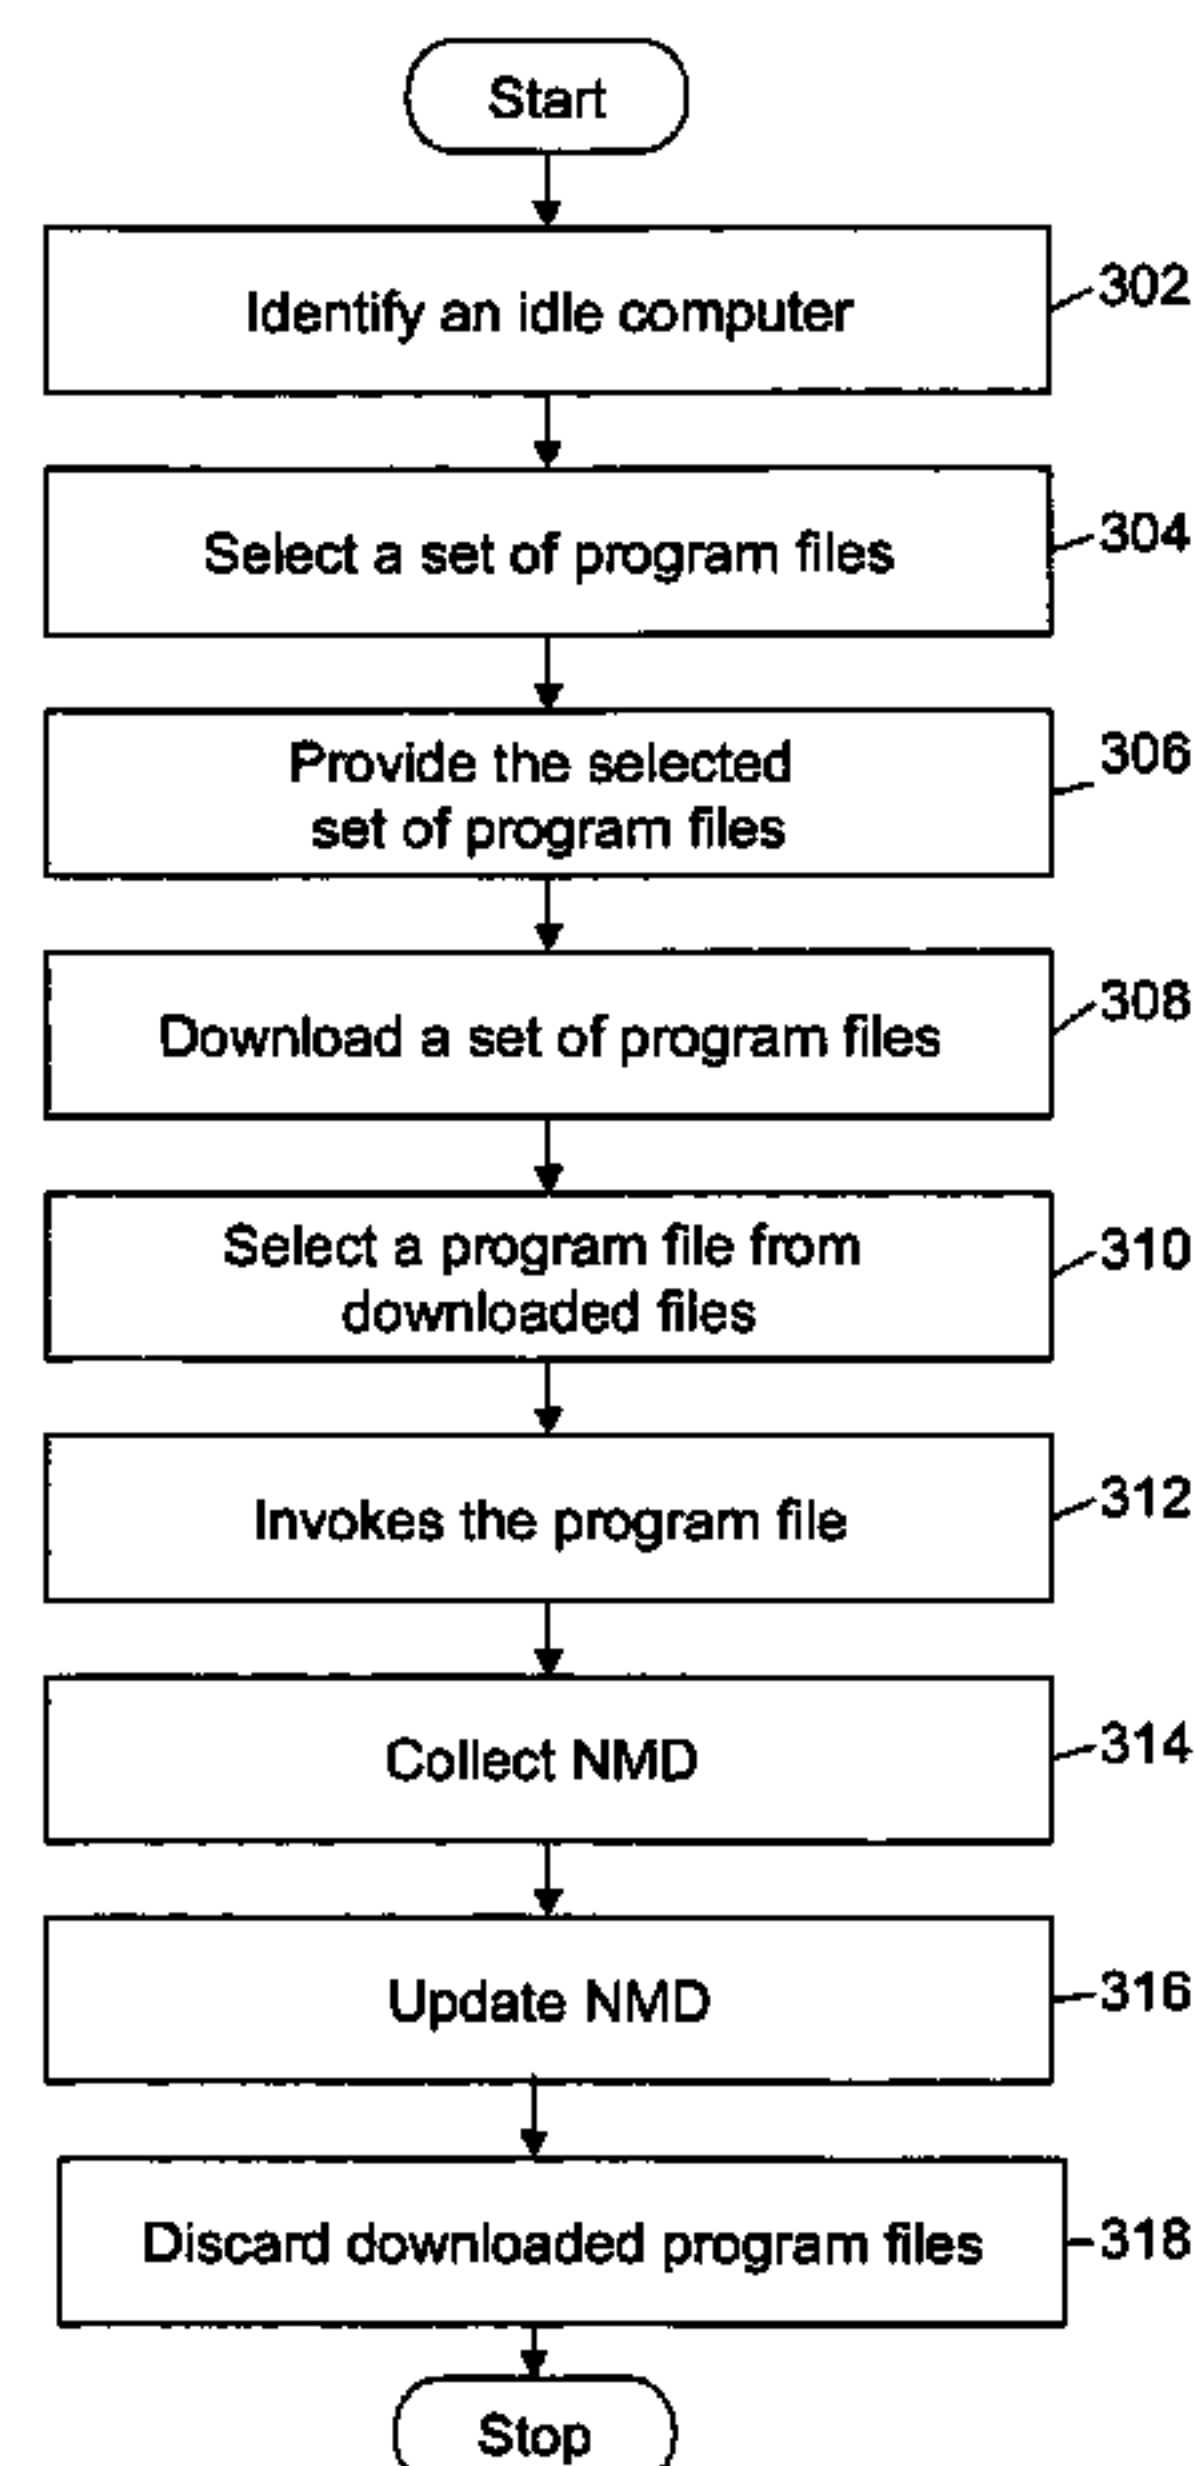 Start
Identify an idle computer
302
Select a set of program files
304
Provide the selected
set of program files
306
Download a set of program files
308
Select a program file from
downloaded files
310
Invokes the program file
312
Collect NMD
314
Update NMD
316
Discard downloaded program files
318
Stop